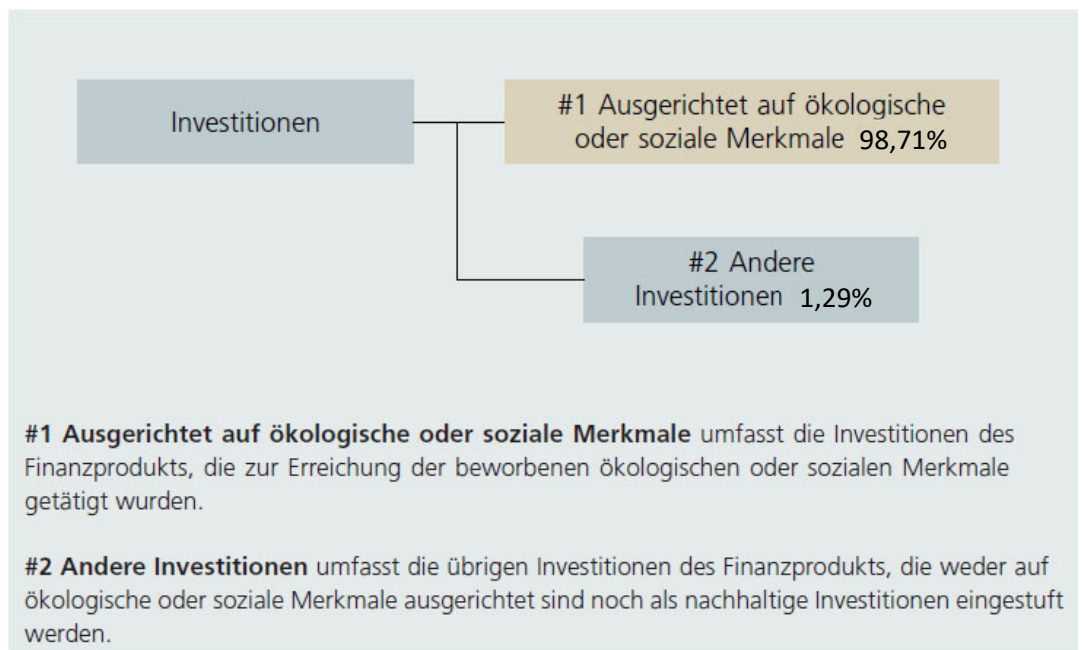 Investitionen
#1 Ausgerichtet auf ökologische
oder soziale Merkmale 98,71%
#2 Andere
Investitionen 1,29%
#1 Ausgerichtet auf ökologische oder soziale Merkmale umfasst die Investitionen des
Finanzprodukts, die zur Erreichung der beworbenen ökologischen oder sozialen Merkmale
getätigt wurden.
#2 Andere Investitionen umfasst die übrigen Investitionen des Finanzprodukts, die weder auf
ökologische oder soziale Merkmale ausgerichtet sind noch als nachhaltige Investitionen eingestuft
werden.